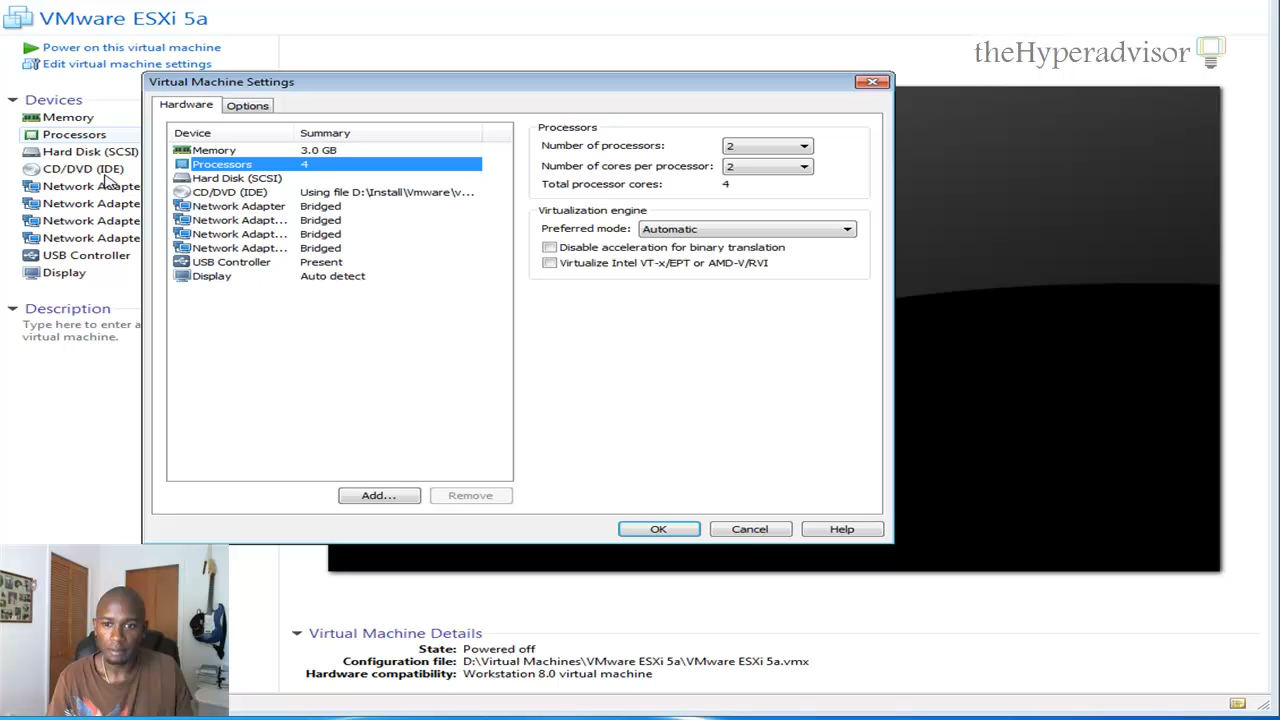 VMware ESXi 5a
theHyperadvisor
Power on this virtual machine
Edit virtual machine settings
Devices
Memory
Processors
Hard Disk (SCSI)
CD/DVD (IDE)
Network Adapte
Network Adapte
Network Adapte
Network Adapte
USB Controller
Display
Description
Type here to enter a
virtual machine.
Virtual Machine Settings
Hardware Options
Device Summary
Memory 3.0 GB
Processors 4
Hard Disk (SCSI)
CD/DVD (IDE) Using file D:\Install\Vmware\v...
Network Adapter Bridged
Network Adapt... Bridged
Network Adapt... Bridged
Network Adapt... Bridged
USB Controller Present
Display Auto detect
Add... Remove
Processors
Number of processors: 2
Number of cores per processor: 2
Total processor cores: 4
Virtualization engine
Preferred mode: Automatic
Disable acceleration for binary translation
Virtualize Intel VT-x/EPT or AMD-V/RVI
OK Cancel Help
Virtual Machine Details
State: Powered off
Configuration file: D:\Virtual Machines\VMware ESXi 5a\VMware ESXi 5a.vmx
Hardware compatibility: Workstation 8.0 virtual machine